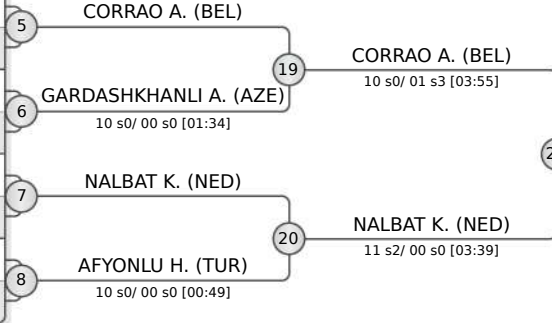 CORRAO A. (BEL)
5
19
CORRAO A. (BEL)
10 s0/ 01 s3 [03:55]
GARDASHKHANLI A. (AZE)
6
10 s0/ 00 s0 [01:34]
NALBAT K. (NED)
7
20
NALBAT K. (NED)
11 s2/ 00 s0 [03:39]
AFYONLU H. (TUR)
8
10 s0/ 00 s0 [00:49]